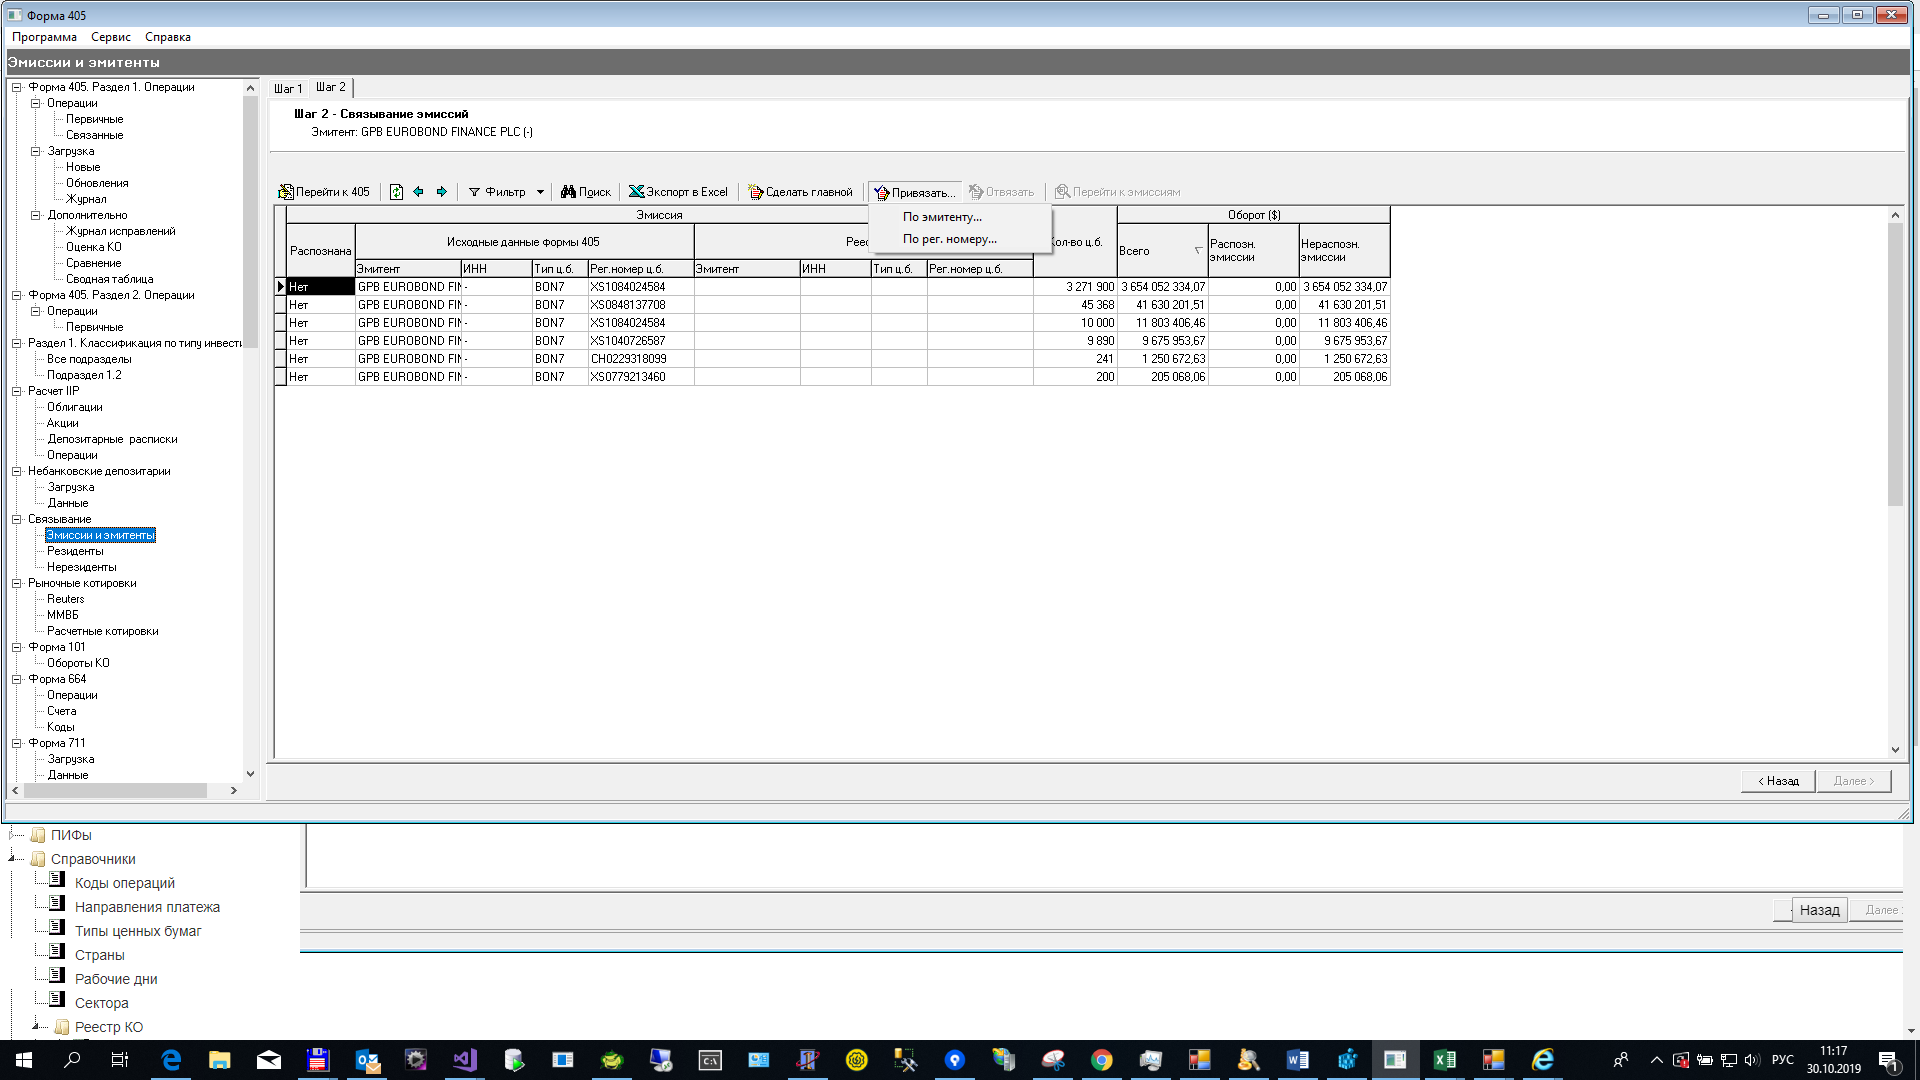 Форма 405
Программа Сервис Справка
Эмиссии и эмитенты
Форма 405. Раздел 1. Операции
Операции
Первичные
Связанные
Загрузка
Новые
Обновления
Журнал
Дополнительно
Журнал исправлений
Оценка КО
Сравнение
Сводная таблица
Форма 405. Раздел 2. Операции
Операции
Первичные
Раздел 1. Классификация по типу инвести
Все подразделы
Подраздел 1.2
Расчет IIP
Облигации
Акции
Депозитарные расписки
Операции
Небанковские депозитарии
Загрузка
Данные
Связывание
Эмиссии и эмитенты
Резиденты
Нерезиденты
Рыночные котировки
Reuters
ММВБ
Расчетные котировки
Форма 101
Обороты КО
Форма 664
Операции
Счета
Коды
Форма 711
Загрузка
Данные
Шаг 1 Шаг 2
Шаг 2 - Связывание эмиссий
Эмитент: GPB EUROBOND FINANCE PLC (-)
Перейти к 405 Фильтр Поиск Экспорт в Excel Сделать главной Привязать... Отвязать Перейти к эмиссиям
По эмитенту...
По рег. номеру...
Эмиссия Оборот ($)
Распознана Исходные данные формы 405 Рее Кол-во ц.б. Всего Распозн. эмиссии Нераспозн. эмиссии
Эмитент ИНН Тип ц.б. Рег.номер ц.б. Эмитент ИНН Тип ц.б. Рег.номер ц.б.
Нет GPB EUROBOND FIN - BON7 XS1084024584 3 271 900 3 654 052 334,07 0,00 3 654 052 334,07
Нет GPB EUROBOND FIN - BON7 XS0848137708 45 368 41 630 201,51 0,00 41 630 201,51
Нет GPB EUROBOND FIN - BON7 XS1084024584 10 000 11 803 406,46 0,00 11 803 406,46
Нет GPB EUROBOND FIN - BON7 XS1040726587 9 890 9 675 953,67 0,00 9 675 953,67
Нет GPB EUROBOND FIN - BON7 CH0229318099 241 1 250 672,63 0,00 1 250 672,63
Нет GPB EUROBOND FIN - BON7 XS0779213460 200 205 068,06 0,00 205 068,06
< Назад Далее >
ПИФы
Справочники
Коды операций
Направления платежа
Типы ценных бумаг
Страны
Рабочие дни
Сектора
Реестр КО
Назад Далее
РУС
11:17
30.10.2019
1